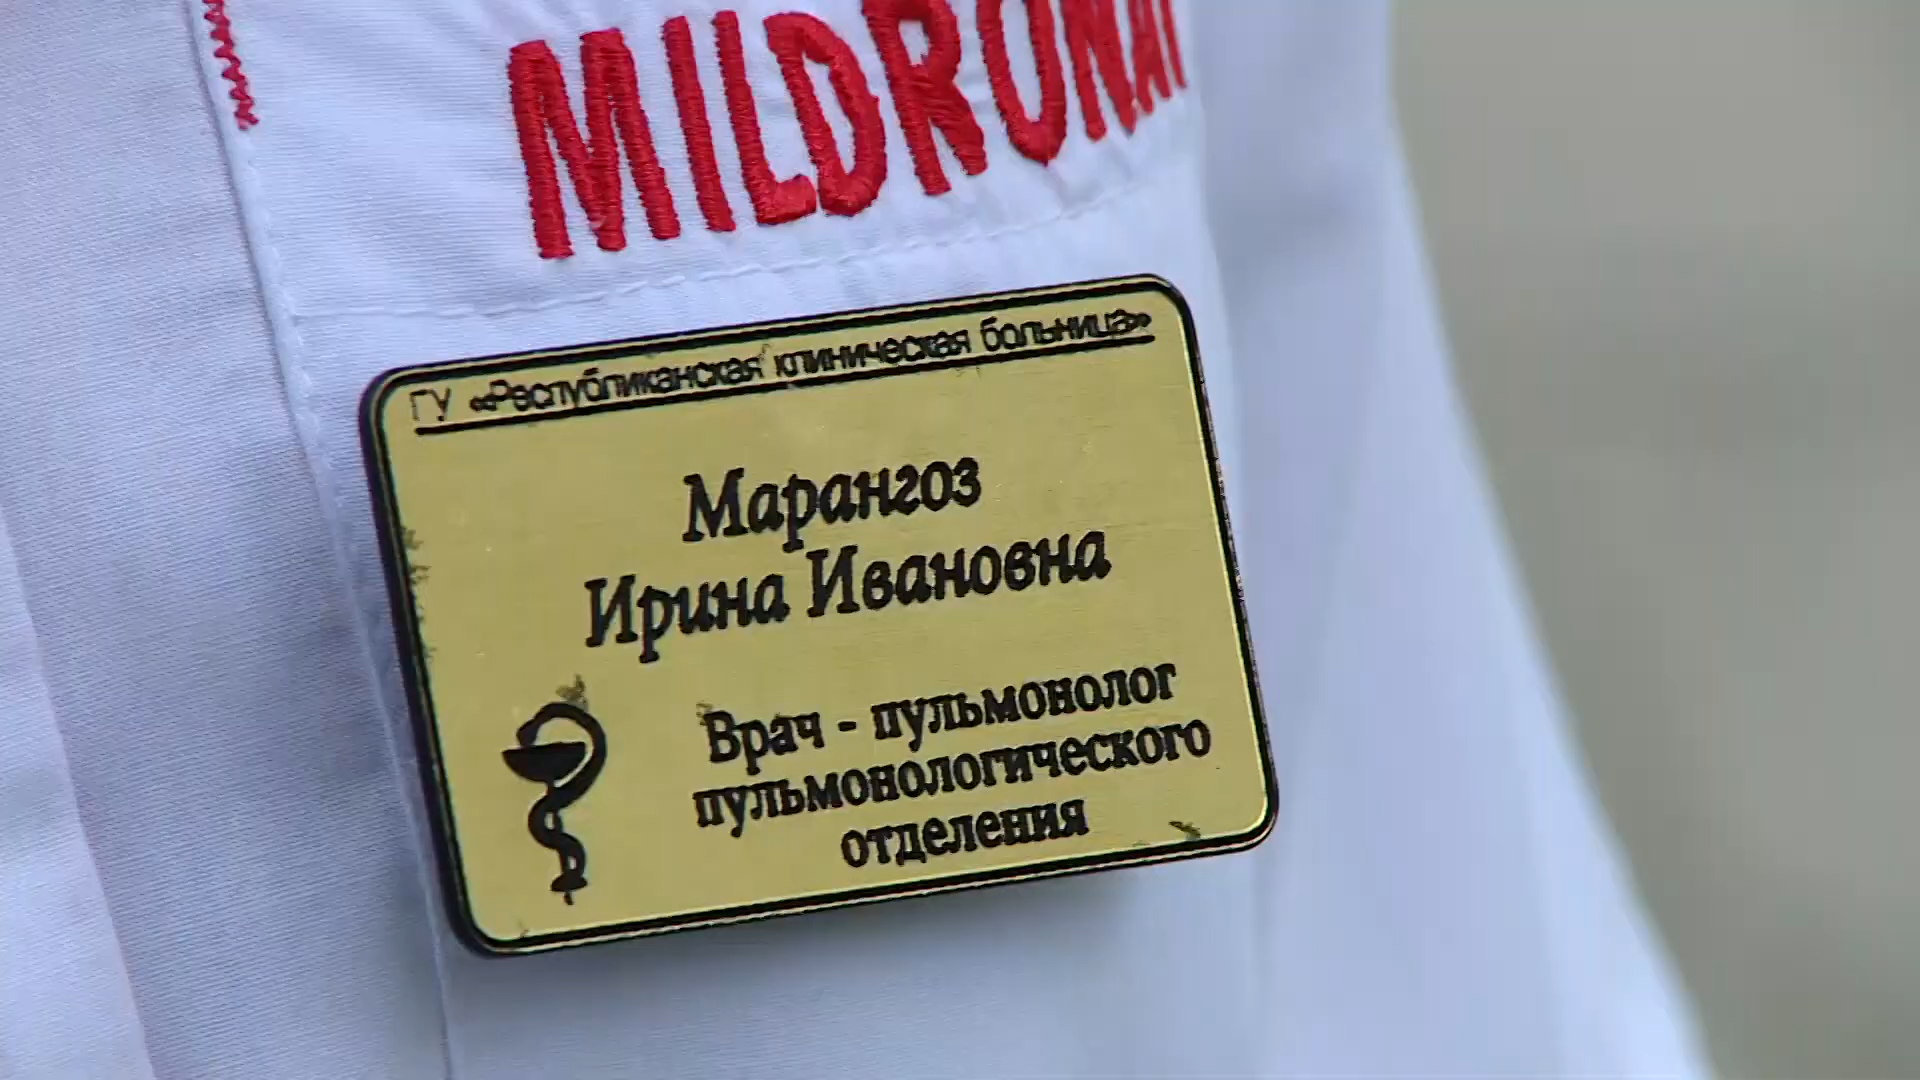 MILDRONAT
ГУ «Республиканская клиническая больница»
Марангоз
Ирина Ивановна
Врач - пульмонолог
пульмонологического
отделения